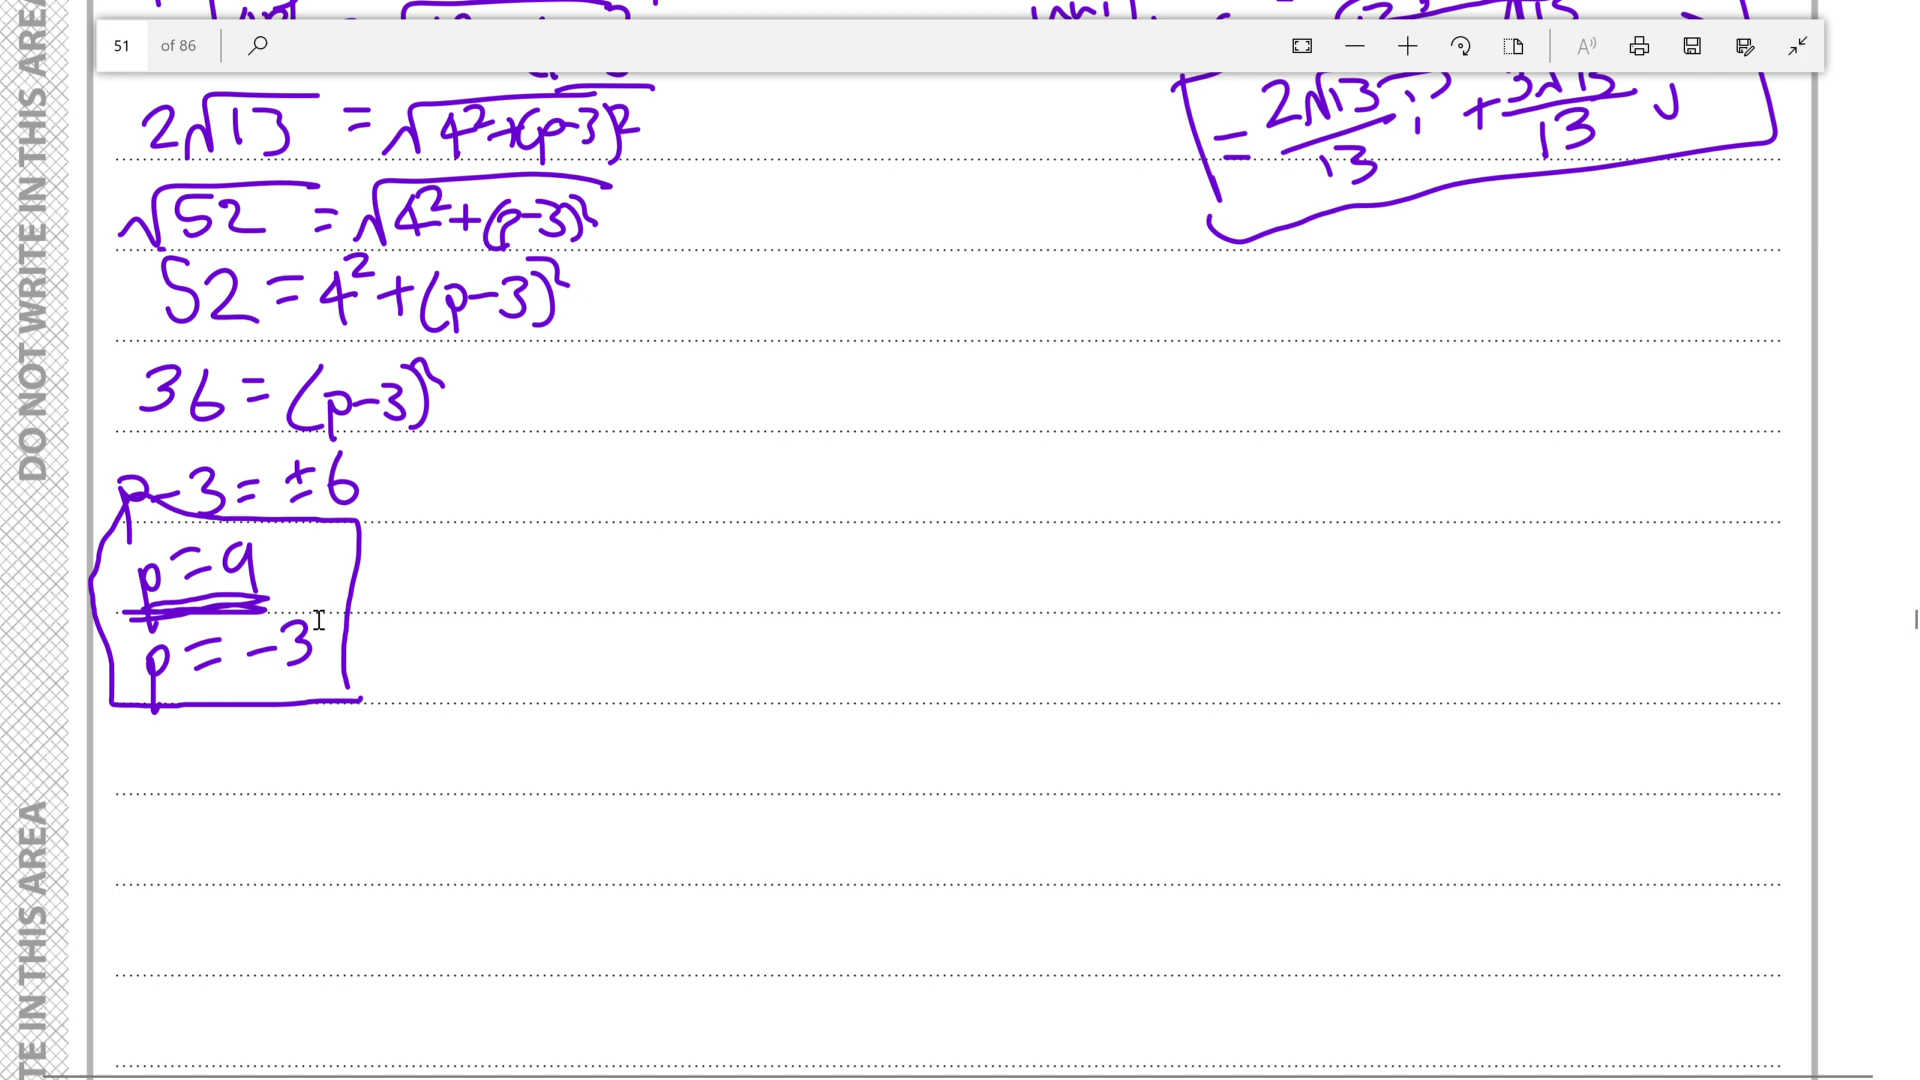 51 of 86
2√13 = √4²+(p-3)²
√52 = √4²+(p-3)²
52 = 4²+(p-3)²
36 = (p-3)²
p-3 = ±6
p = 9
p = -3
= 2√13/13 i + 3√13/13 j
DO NOT WRITE IN THIS AREA
TE IN THIS AREA